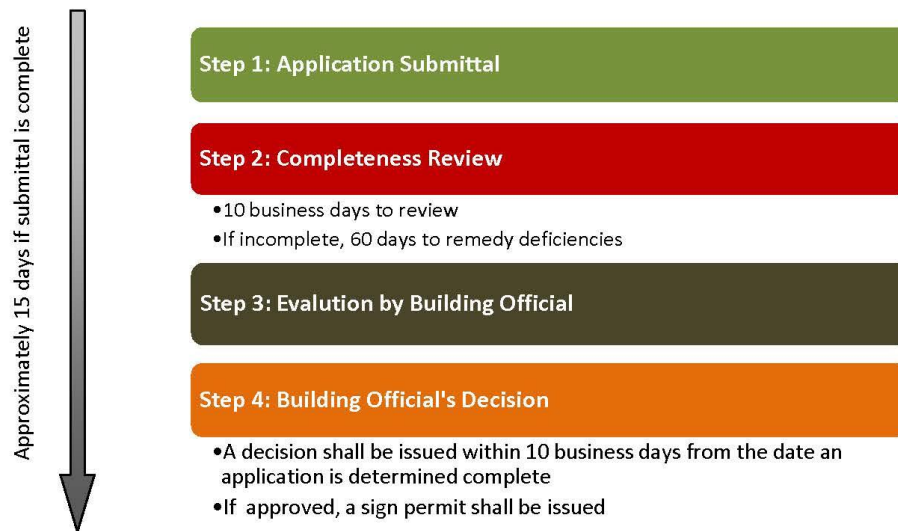 Approximately 15 days if submittal is complete
Step 1: Application Submittal
Step 2: Completeness Review
•10 business days to review
•If incomplete, 60 days to remedy deficiencies
Step 3: Evalution by Building Official
Step 4: Building Official's Decision
•A decision shall be issued within 10 business days from the date an
application is determined complete
•If approved, a sign permit shall be issued